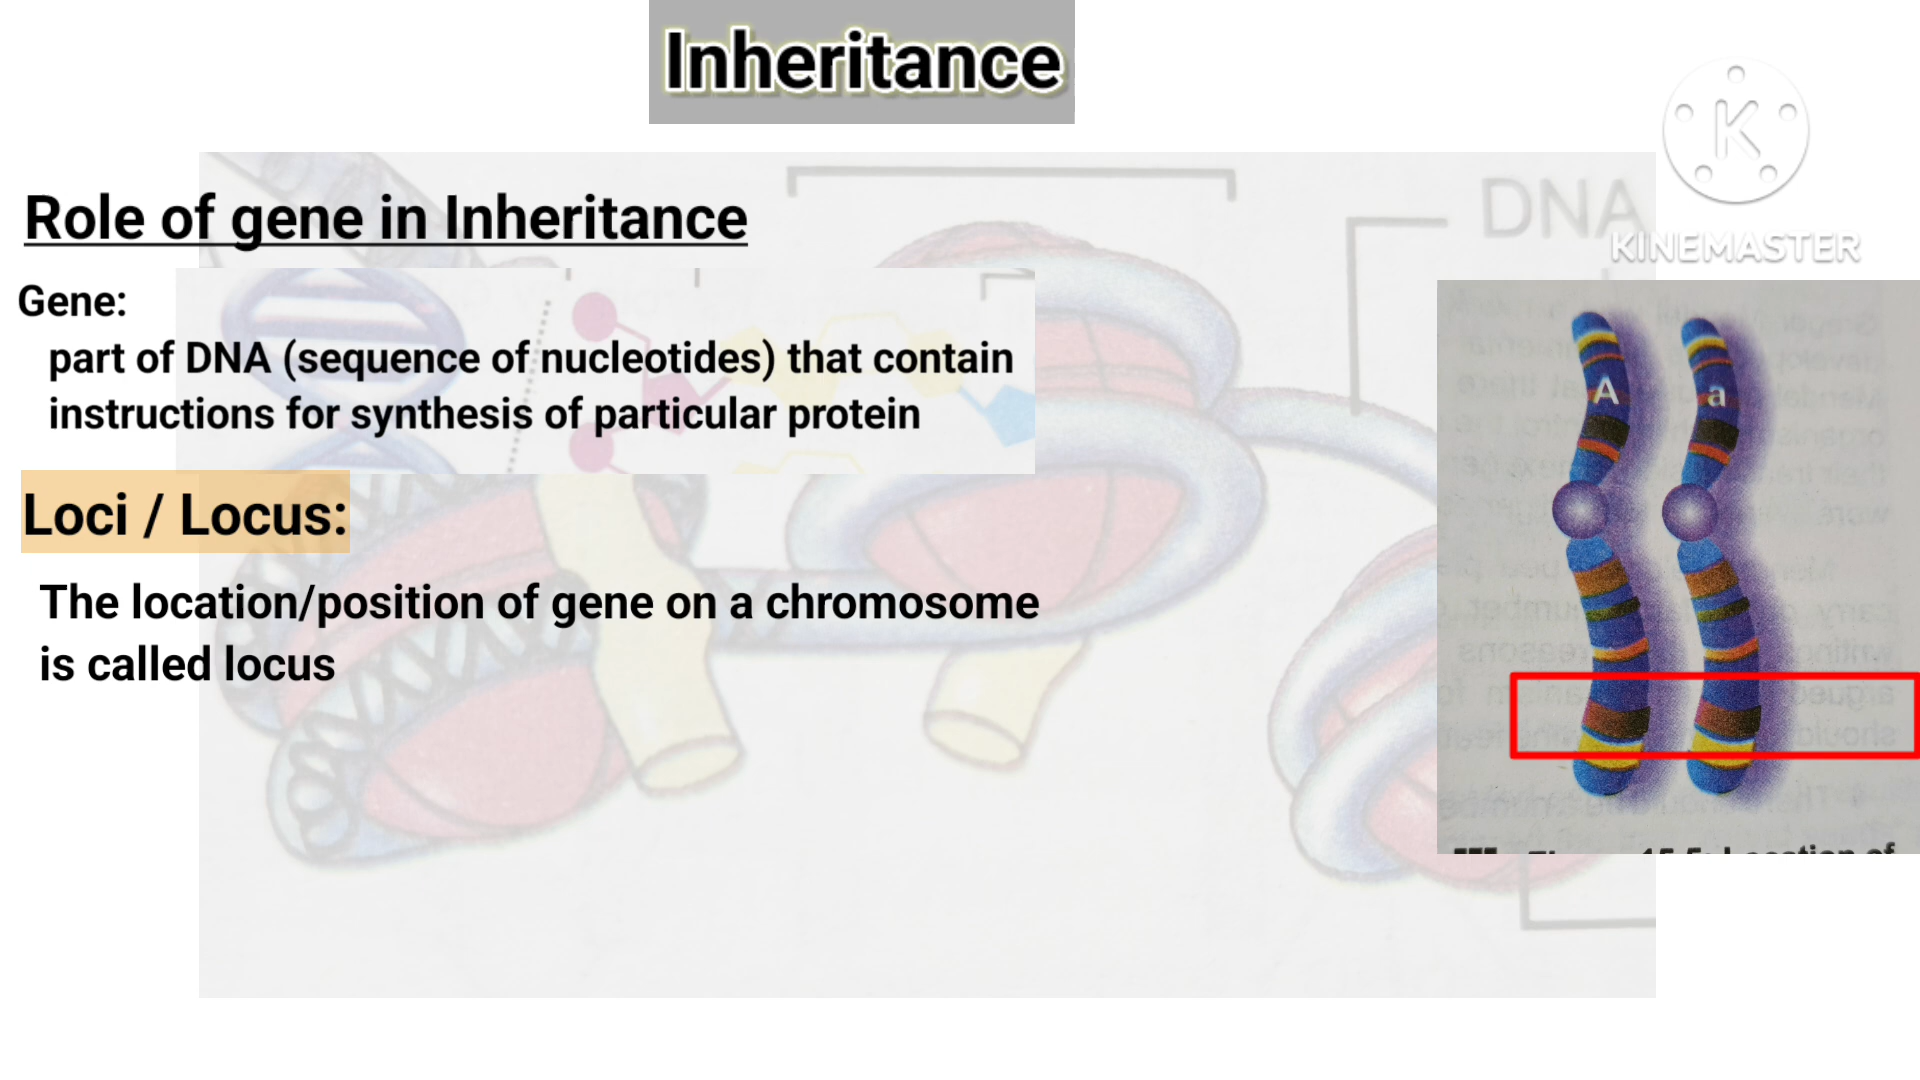 Inheritance
K
KINEMASTER
DNA
Role of gene in Inheritance
Gene:
part of DNA (sequence of nucleotides) that contain
instructions for synthesis of particular protein
Loci / Locus:
The location/position of gene on a chromosome
is called locus
A a